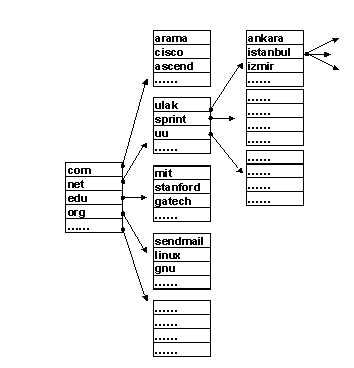 com
net
edu
org
......
arama
cisco
ascend
......
ulak
sprint
uu
......
mit
stanford
gatech
......
sendmail
linux
gnu
......
......
......
......
......
ankara
istanbul
izmir
......
......
......
......
......
......
......
......
......